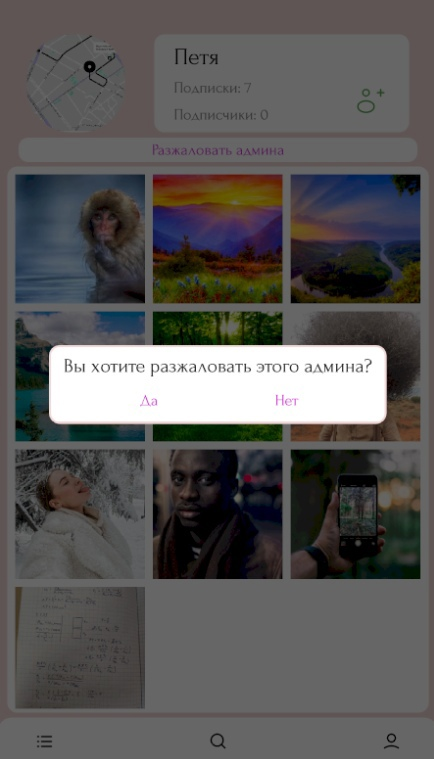 Петя
Подписки: 7
Подписчики: 0
Разжаловать админа
Вы хотите разжаловать этого админа?
Да
Нет